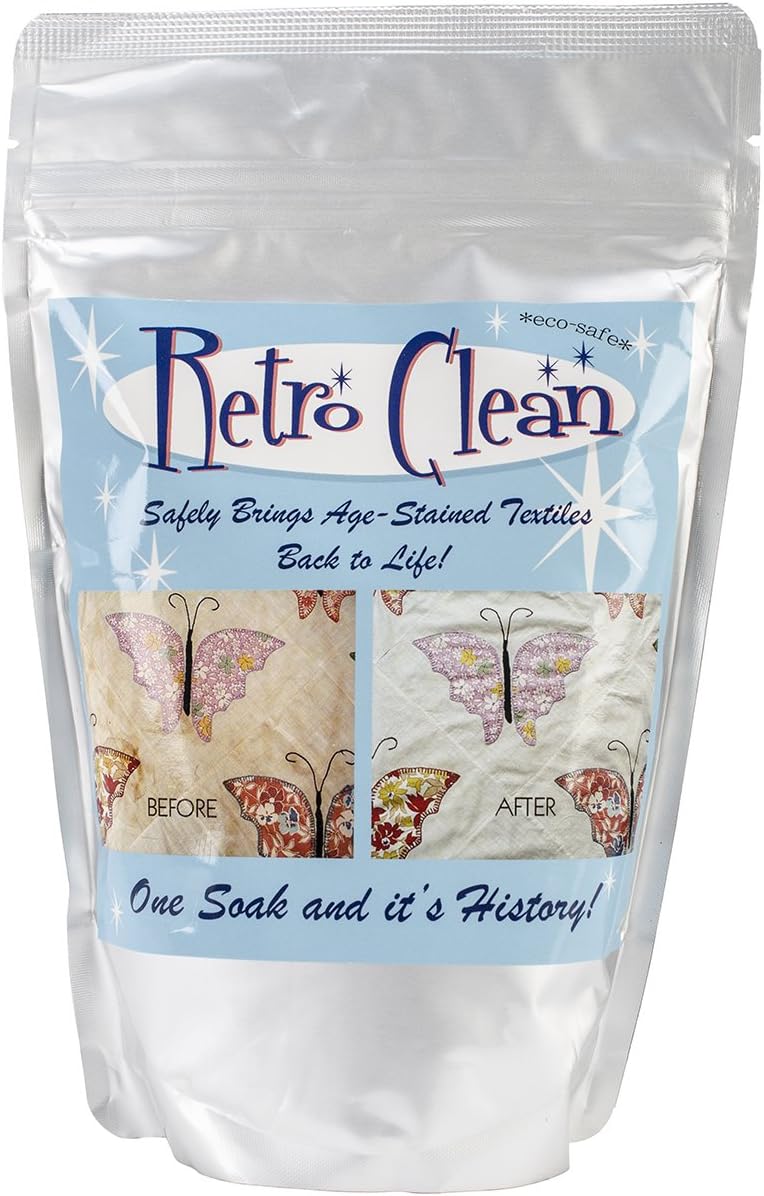 *eco-safe*
Retro Clean
Safely Brings Age-Stained Textiles
Back to Life!
BEFORE
AFTER
One Soak and it's History!